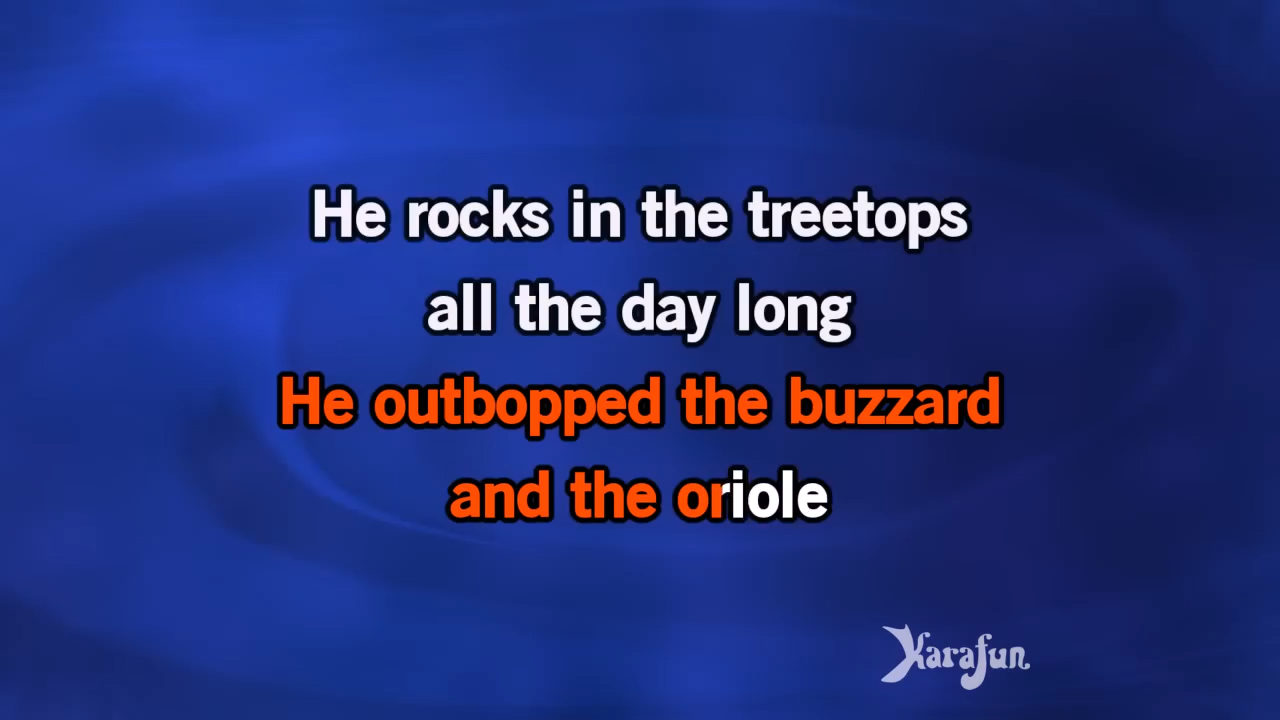 He rocks in the treetops
all the day long
He outbopped the buzzard
and the oriole
Karafun